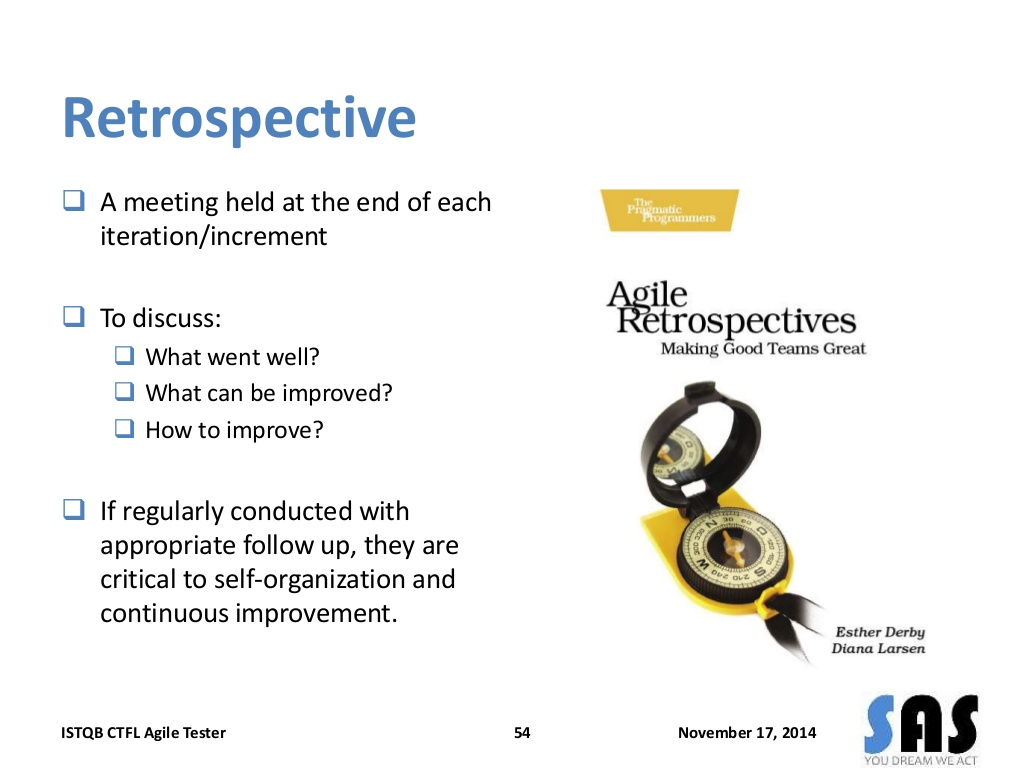 Retrospective
A meeting held at the end of each
iteration/increment
To discuss:
What went well?
What can be improved?
How to improve?
If regularly conducted with
appropriate follow up, they are
critical to self-organization and
continuous improvement.
The
Pragmatic
Programmers
Agile
Retrospectives
Making Good Teams Great
Esther Derby
Diana Larsen
ISTQB CTFL Agile Tester
54
November 17, 2014
SAS
YOU DREAM WE ACT